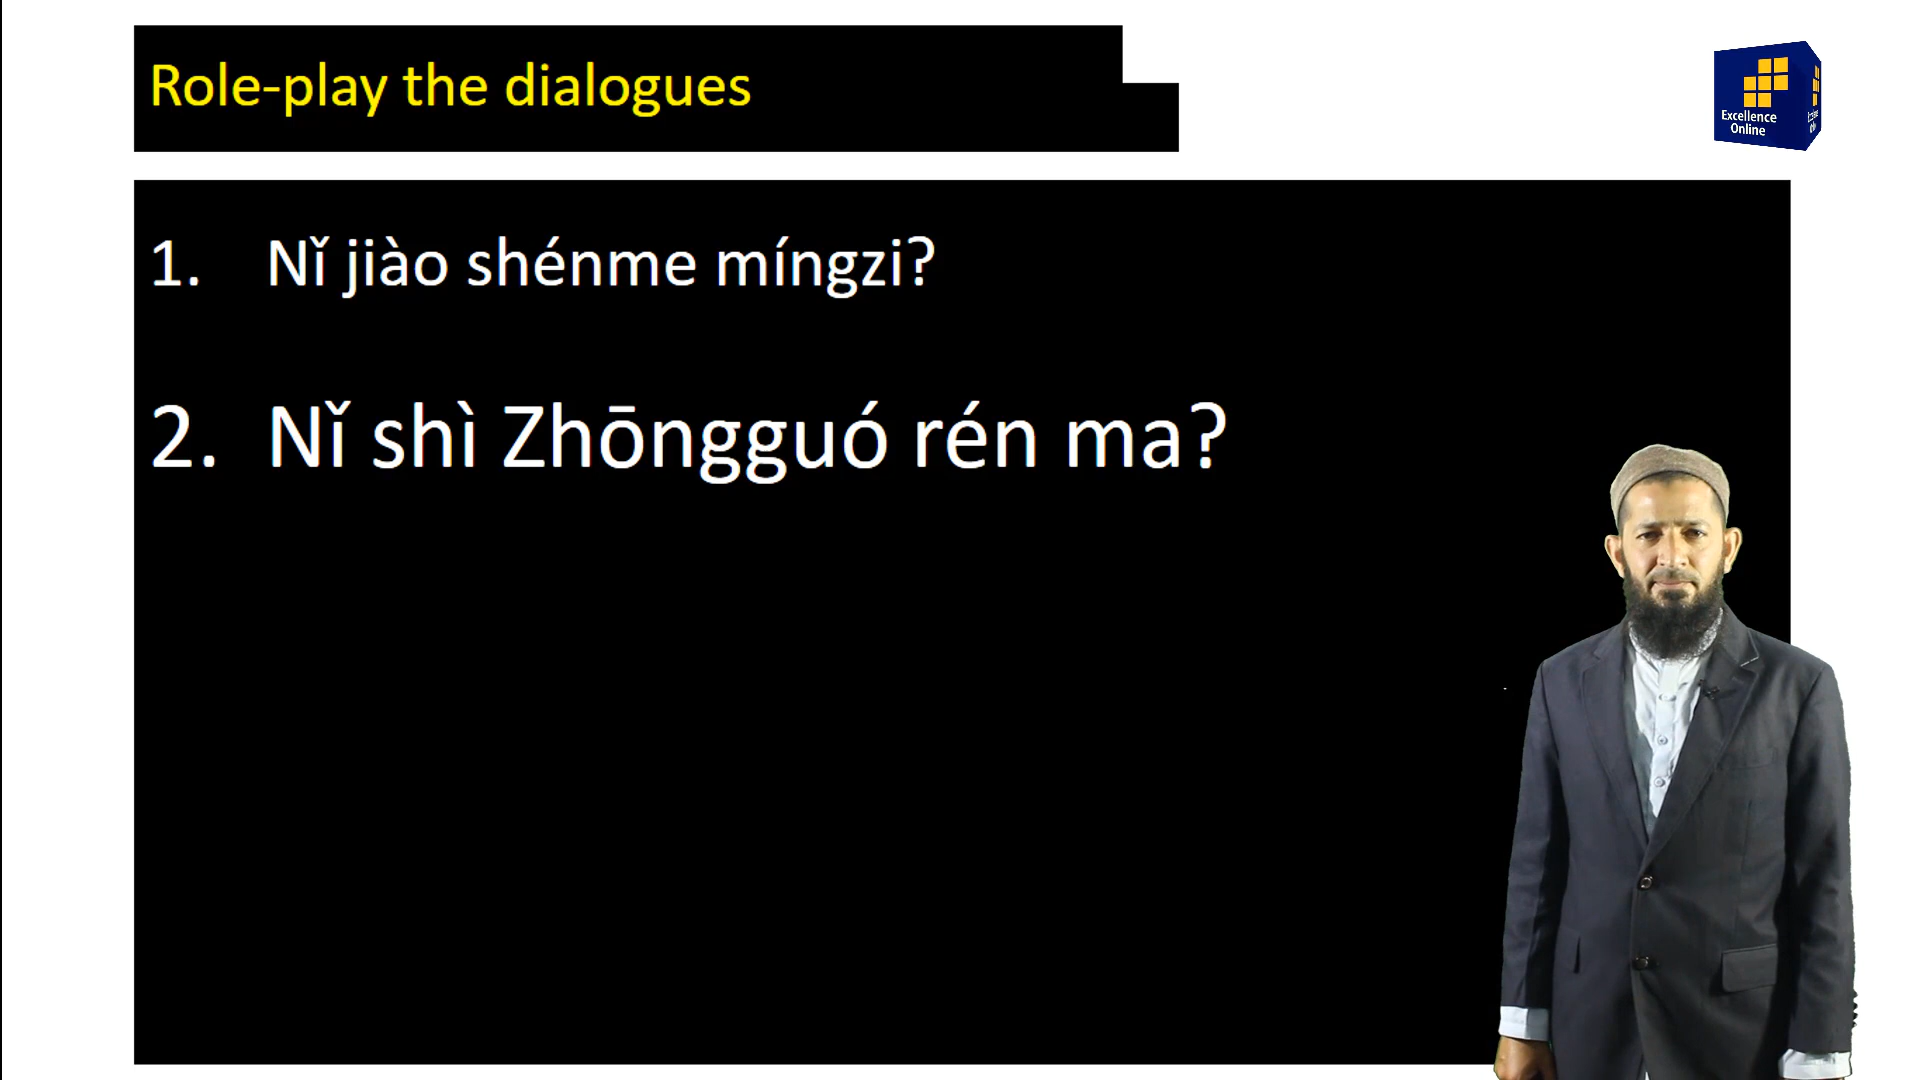 Role-play the dialogues
Excellence
Online
1. Nǐ jiào shénme míngzi?
2. Nǐ shì Zhōngguó rén ma?